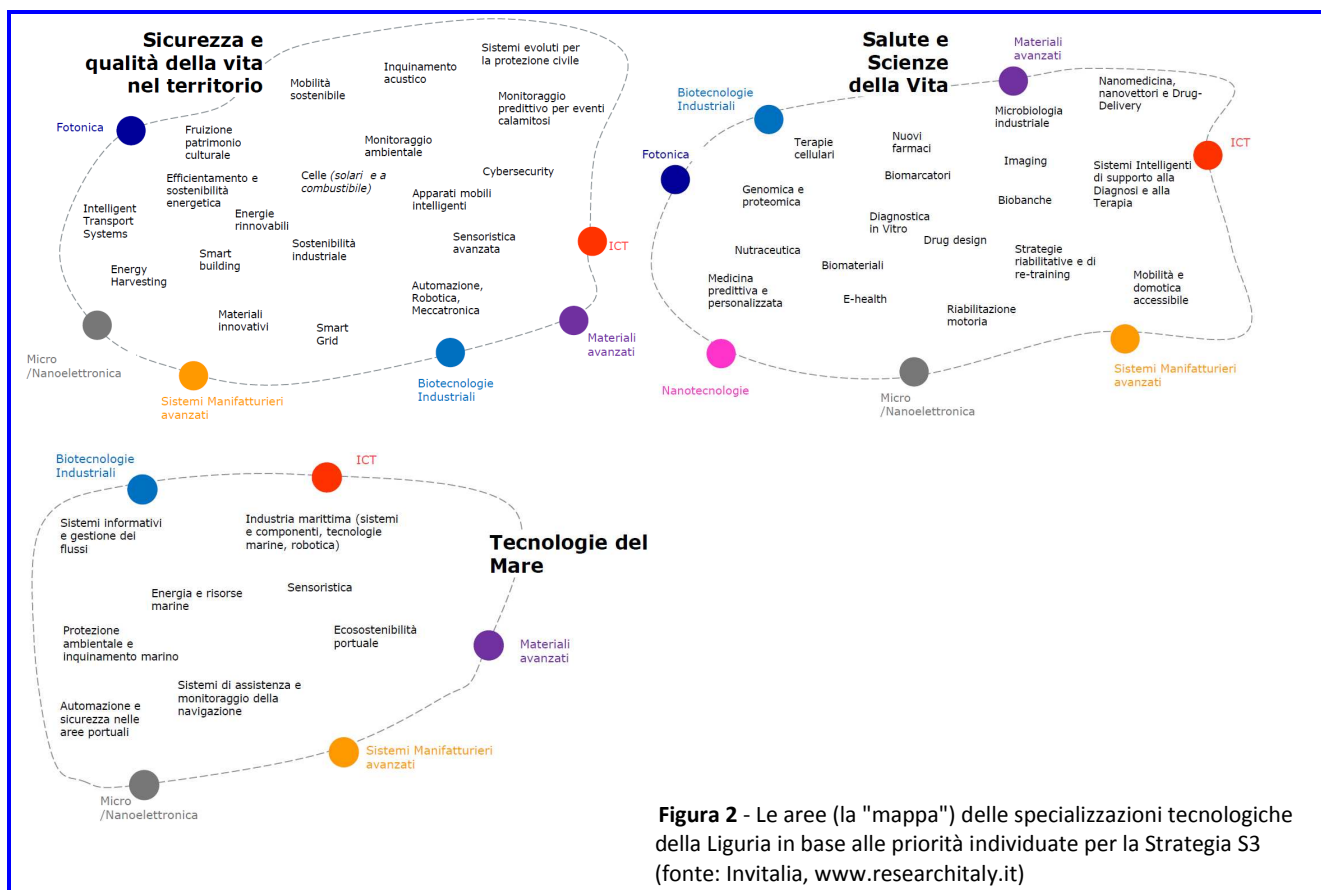 Sicurezza e
qualità della vita
nel territorio
Fotonica
Mobilità
sostenibile
Inquinamento
acustico
Sistemi evoluti per
la protezione civile
Monitoraggio
predittivo per eventi
calamitosi
Fruizione
patrimonio
culturale
Monitoraggio
ambientale
Efficientamento e
sostenibilità
energetica
Celle (solari e a
combustibile)
Cybersecurity
Apparati mobili
intelligenti
Intelligent
Transport
Systems
Energie
rinnovabili
Sostenibilità
industriale
Sensoristica
avanzata
ICT
Smart
building
Energy
Harvesting
Automazione,
Robotica,
Meccatronica
Materiali
innovativi
Smart
Grid
Materiali
avanzati
Micro
/Nanoelettronica
Biotecnologie
Industriali
Sistemi Manifatturieri
avanzati
Salute e
Scienze
della Vita
Materiali
avanzati
Biotecnologie
Industriali
Nanomedicina,
nanovettori e Drug-
Delivery
Microbiologia
industriale
Fotonica
Terapie
cellulari
Nuovi
farmaci
ICT
Imaging
Sistemi Intelligenti
di supporto alla
Diagnosi e alla
Terapia
Biomarcatori
Genomica e
proteomica
Biobanche
Diagnostica
in Vitro
Drug design
Nutraceutica
Strategie
riabilitative e di
re-training
Biomateriali
Medicina
predittiva e
personalizzata
Mobilità e
domotica
accessibile
E-health
Riabilitazione
motoria
Nanotecnologie
Sistemi Manifatturieri
avanzati
Micro
/Nanoelettronica
Biotecnologie
Industriali
ICT
Sistemi informativi
e gestione dei
flussi
Industria marittima (sistemi
e componenti, tecnologie
marine, robotica)
Tecnologie del
Mare
Energia e risorse
marine
Sensoristica
Protezione
ambientale e
inquinamento marino
Ecosostenibilità
portuale
Materiali
avanzati
Sistemi di assistenza e
monitoraggio della
navigazione
Automazione e
sicurezza nelle
aree portuali
Sistemi Manifatturieri
avanzati
Micro
/Nanoelettronica
Figura 2 - Le aree (la "mappa") delle specializzazioni tecnologiche
della Liguria in base alle priorità individuate per la Strategia S3
(fonte: Invitalia, www.researchitaly.it)